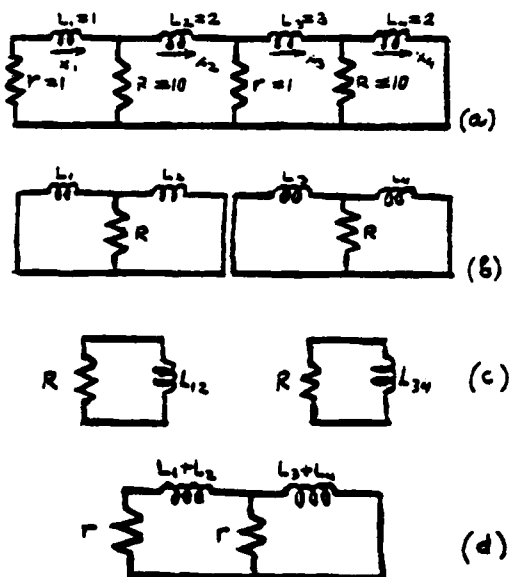 L₁=1 L₂=2 L₃=3 L₄=2
x₁ x₂ x₃ x₄
r=1 R=10 r=1 R=10
(a)
L₁ L₂ L₃ L₄
R R
(б)
R L₁₂ R L₃₄ (c)
L₁+L₂ L₃+L₄
r r
(d)